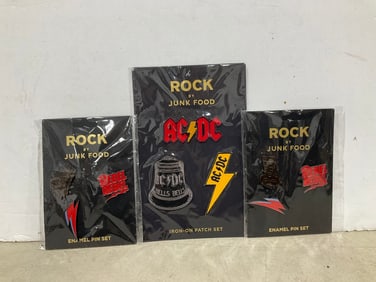 ROCK
BY
JUNK FOOD
ENAMEL PIN SET
ROCK
BY
JUNK FOOD
AC DC
AC DC
HELLS BELLS
AC DC
IRON-ON PATCH SET
ROCK
BY
JUNK FOOD
ENAMEL PIN SET